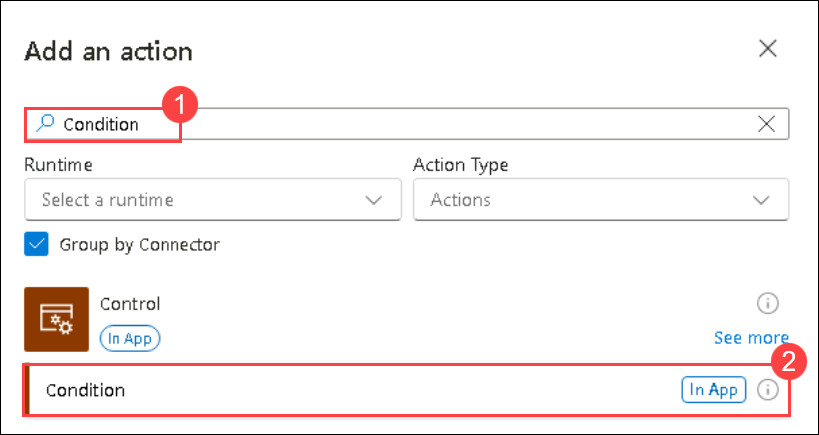 Add an action
1
Condition
Runtime
Action Type
Select a runtime
Actions
Group by Connector
Control
In App
See more
2
Condition
In App